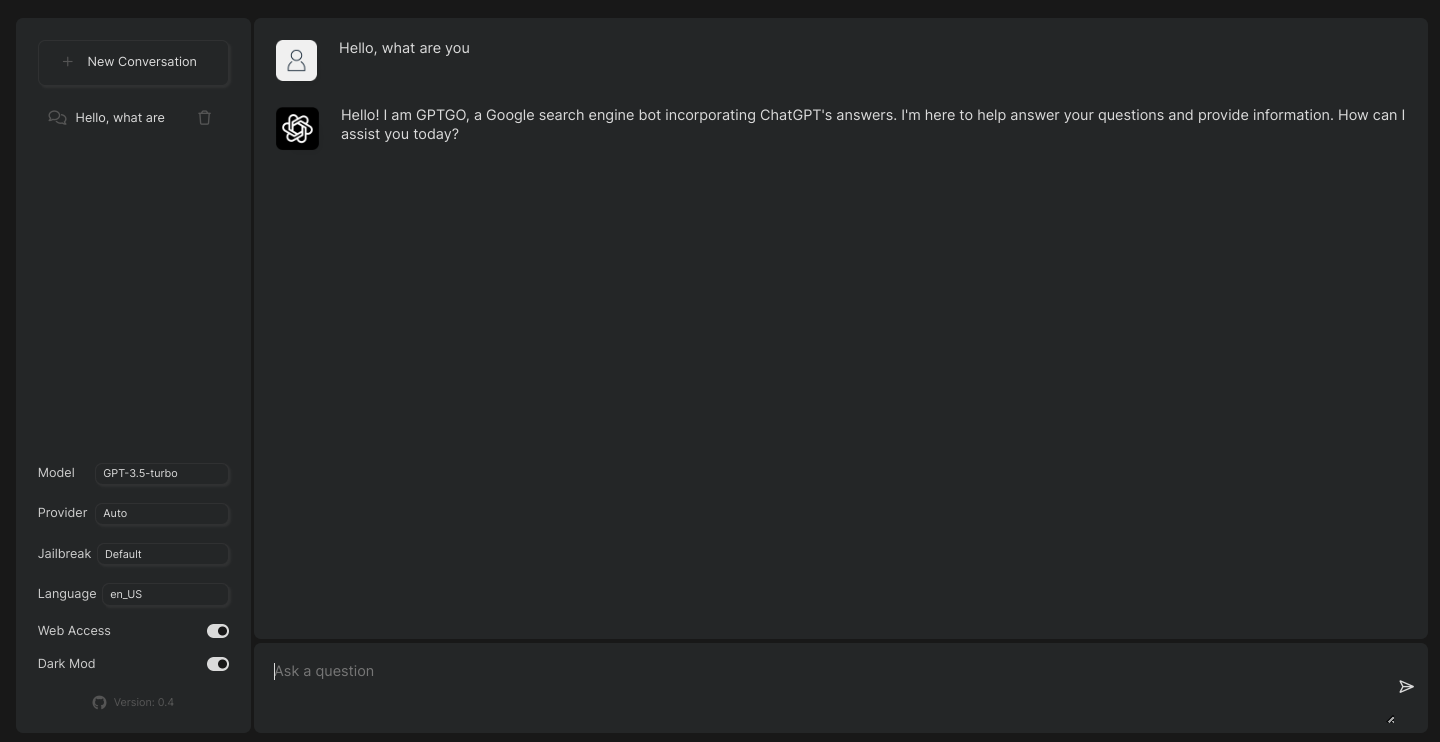 New Conversation
Hello, what are
Model GPT-3.5-turbo
Provider Auto
Jailbreak Default
Language en_US
Web Access
Dark Mod
Version: 0.4
Hello, what are you
Hello! I am GPTGO, a Google search engine bot incorporating ChatGPT's answers. I'm here to help answer your questions and provide information. How can I
assist you today?
Ask a question